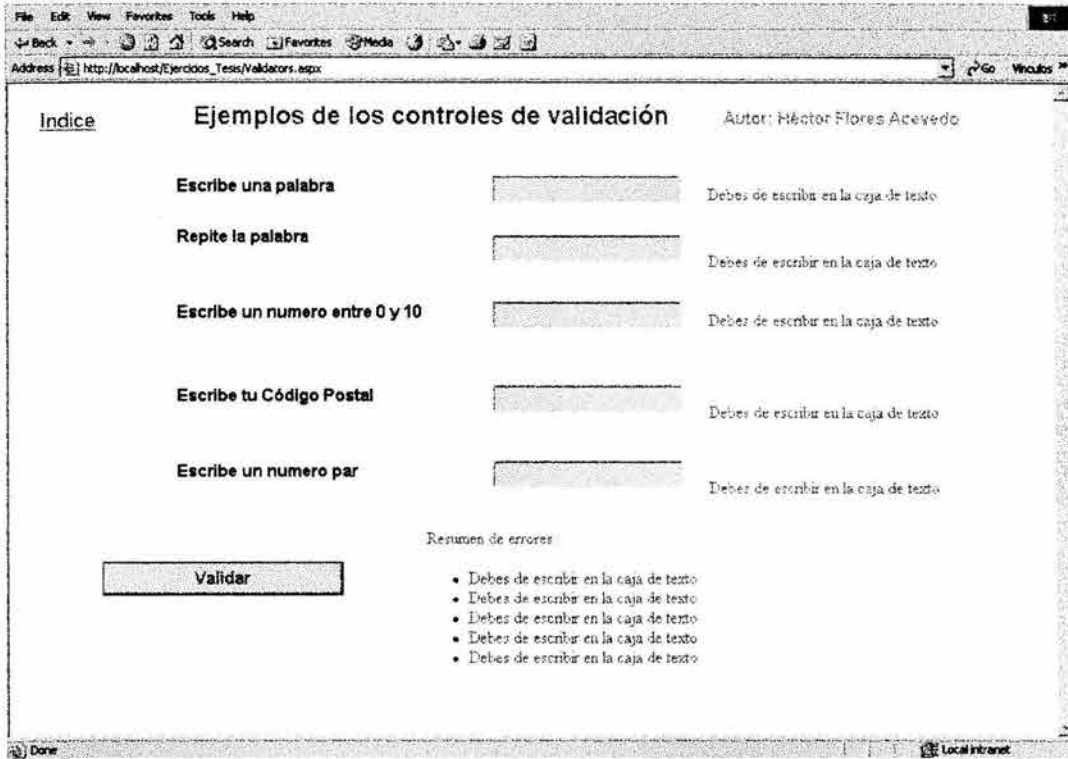 File Edit View Favorites Tools Help
Back Search Favorites Media
Address http://localhost/Ejercicios_Tesis/Validators.aspx Go Vinculos »
Indice Ejemplos de los controles de validación Autor: Héctor Flores Acevedo
Escribe una palabra Debes de escribir en la caja de texto
Repite la palabra Debes de escribir en la caja de texto
Escribe un numero entre 0 y 10 Debes de escribir en la caja de texto
Escribe tu Código Postal Debes de escribir en la caja de texto
Escribe un numero par Debes de escribir en la caja de texto
Resumen de errores
Validar
• Debes de escribir en la caja de texto
• Debes de escribir en la caja de texto
• Debes de escribir en la caja de texto
• Debes de escribir en la caja de texto
• Debes de escribir en la caja de texto
Done Local intranet